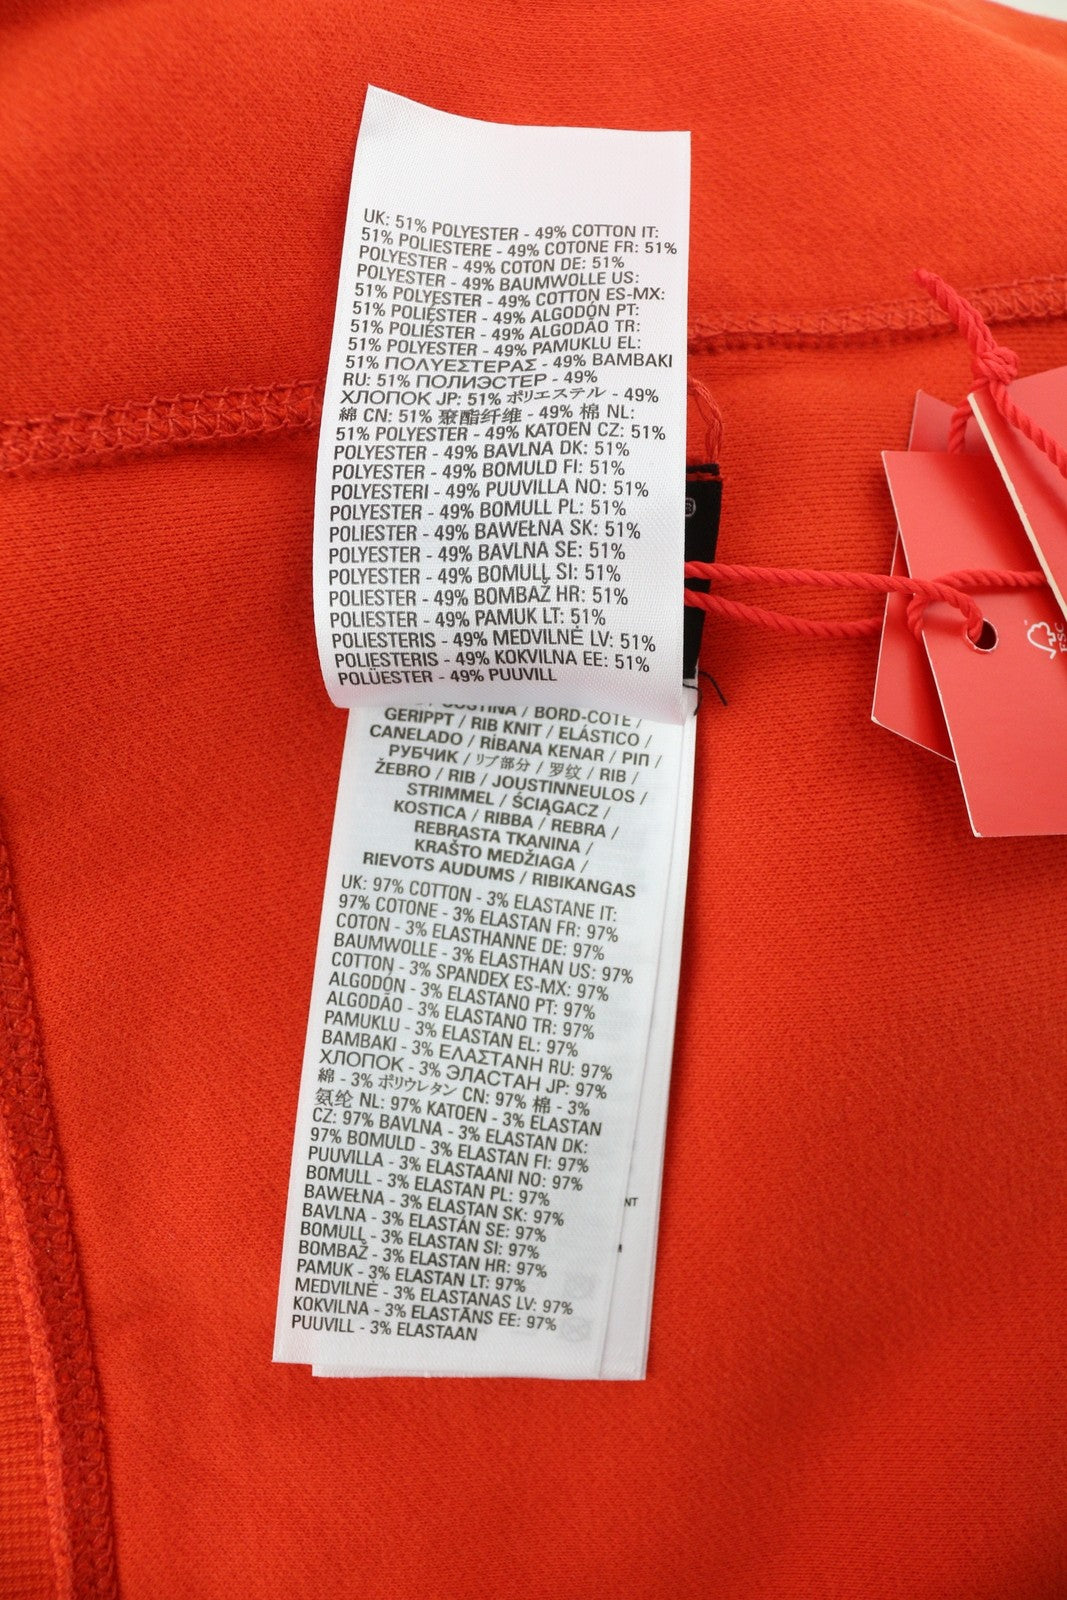 UK: 51% POLYESTER - 49% COTTON IT:
51% POLIESTERE - 49% COTONE FR: 51%
POLYESTER - 49% COTON DE: 51%
POLYESTER - 49% BAUMWOLLE US:
51% POLYESTER - 49% COTTON ES-MX:
51% POLIÉSTER - 49% ALGODÓN PT:
51% POLIÉSTER - 49% ALGODÃO TR:
51% POLYESTER - 49% PAMUKLU EL:
51% ΠΟΛΥΕΣΤΕΡΑΣ - 49% ΒΑΜΒΑΚΙ
RU: 51% ПОЛИЭСТЕР - 49%
ХЛОПОК JP: 51% ポリエステル - 49%
綿 CN: 51% 聚酯纤维 - 49% 棉 NL:
51% POLYESTER - 49% KATOEN CZ: 51%
POLYESTER - 49% BAVLNA DK: 51%
POLYESTER - 49% BOMULD FI: 51%
POLYESTERI - 49% PUUVILLA NO: 51%
POLYESTER - 49% BOMULL PL: 51%
POLIESTER - 49% BAWEŁNA SK: 51%
POLYESTER - 49% BAVLNA SE: 51%
POLYESTER - 49% BOMULL SI: 51%
POLIESTER - 49% BOMBAŽ HR: 51%
POLIESTER - 49% PAMUK LT: 51%
POLIESTERIS - 49% MEDVILNĖ LV: 51%
POLIESTERIS - 49% KOKVILNA EE: 51%
POLÜESTER - 49% PUUVILL
COSTINA / BORD-CÔTE /
GERIPPT / RIB KNIT / ELÁSTICO /
CANELADO / RİBANA KENAR / ΡΙΠ /
РУБЧИК / リブ部分 / 罗纹 / RIB /
ŽEBRO / RIB / JOUSTINNEULOS /
STRIMMEL / ŚCIĄGACZ /
KOSTICA / RIBBA / REBRA /
REBRASTA TKANINA /
KRAŠTO MEDŽIAGA /
RIEVOTS AUDUMS / RIBIKANGAS
UK: 97% COTTON - 3% ELASTANE IT:
97% COTONE - 3% ELASTAN FR: 97%
COTON - 3% ELASTHANNE DE: 97%
BAUMWOLLE - 3% ELASTHAN US: 97%
COTTON - 3% SPANDEX ES-MX: 97%
ALGODÓN - 3% ELASTANO PT: 97%
ALGODÃO - 3% ELASTANO TR: 97%
PAMUKLU - 3% ELASTAN EL: 97%
ΒΑΜΒΑΚΙ - 3% ΕΛΑΣΤΑΝΗ RU: 97%
ХЛОПОК - 3% ЭЛАСТАН JP: 97%
綿 - 3% ポリウレタン CN: 97% 棉 - 3%
氨纶 NL: 97% KATOEN - 3% ELASTAN
CZ: 97% BAVLNA - 3% ELASTAN DK:
97% BOMULD - 3% ELASTAN FI: 97%
PUUVILLA - 3% ELASTAANI NO: 97%
BOMULL - 3% ELASTAN PL: 97%
BAWEŁNA - 3% ELASTAN SK: 97%
BAVLNA - 3% ELASTÁN SE: 97%
BOMULL - 3% ELASTAN SI: 97%
BOMBAŽ - 3% ELASTAN HR: 97%
PAMUK - 3% ELASTAN LT: 97%
MEDVILNĖ - 3% ELASTANAS LV: 97%
KOKVILNA - 3% ELASTĀNS EE: 97%
PUUVILL - 3% ELASTAAN
FSC